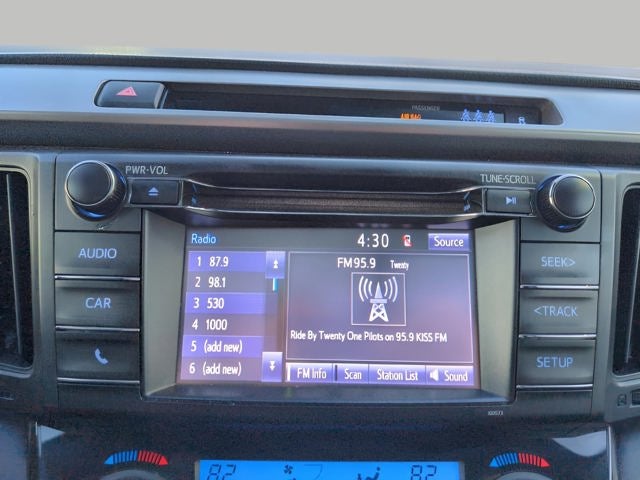 PASSENGER
AIR BAG
PWR•VOL
TUNE•SCROLL
AUDIO
CAR
SEEK>
<TRACK
SETUP
Radio
4:30
Source
1 87.9
2 98.1
3 530
4 1000
5 (add new)
6 (add new)
FM 95.9 Twenty
Ride By Twenty One Pilots on 95.9 KISS FM
FM Info
Scan
Station List
Sound
82
82